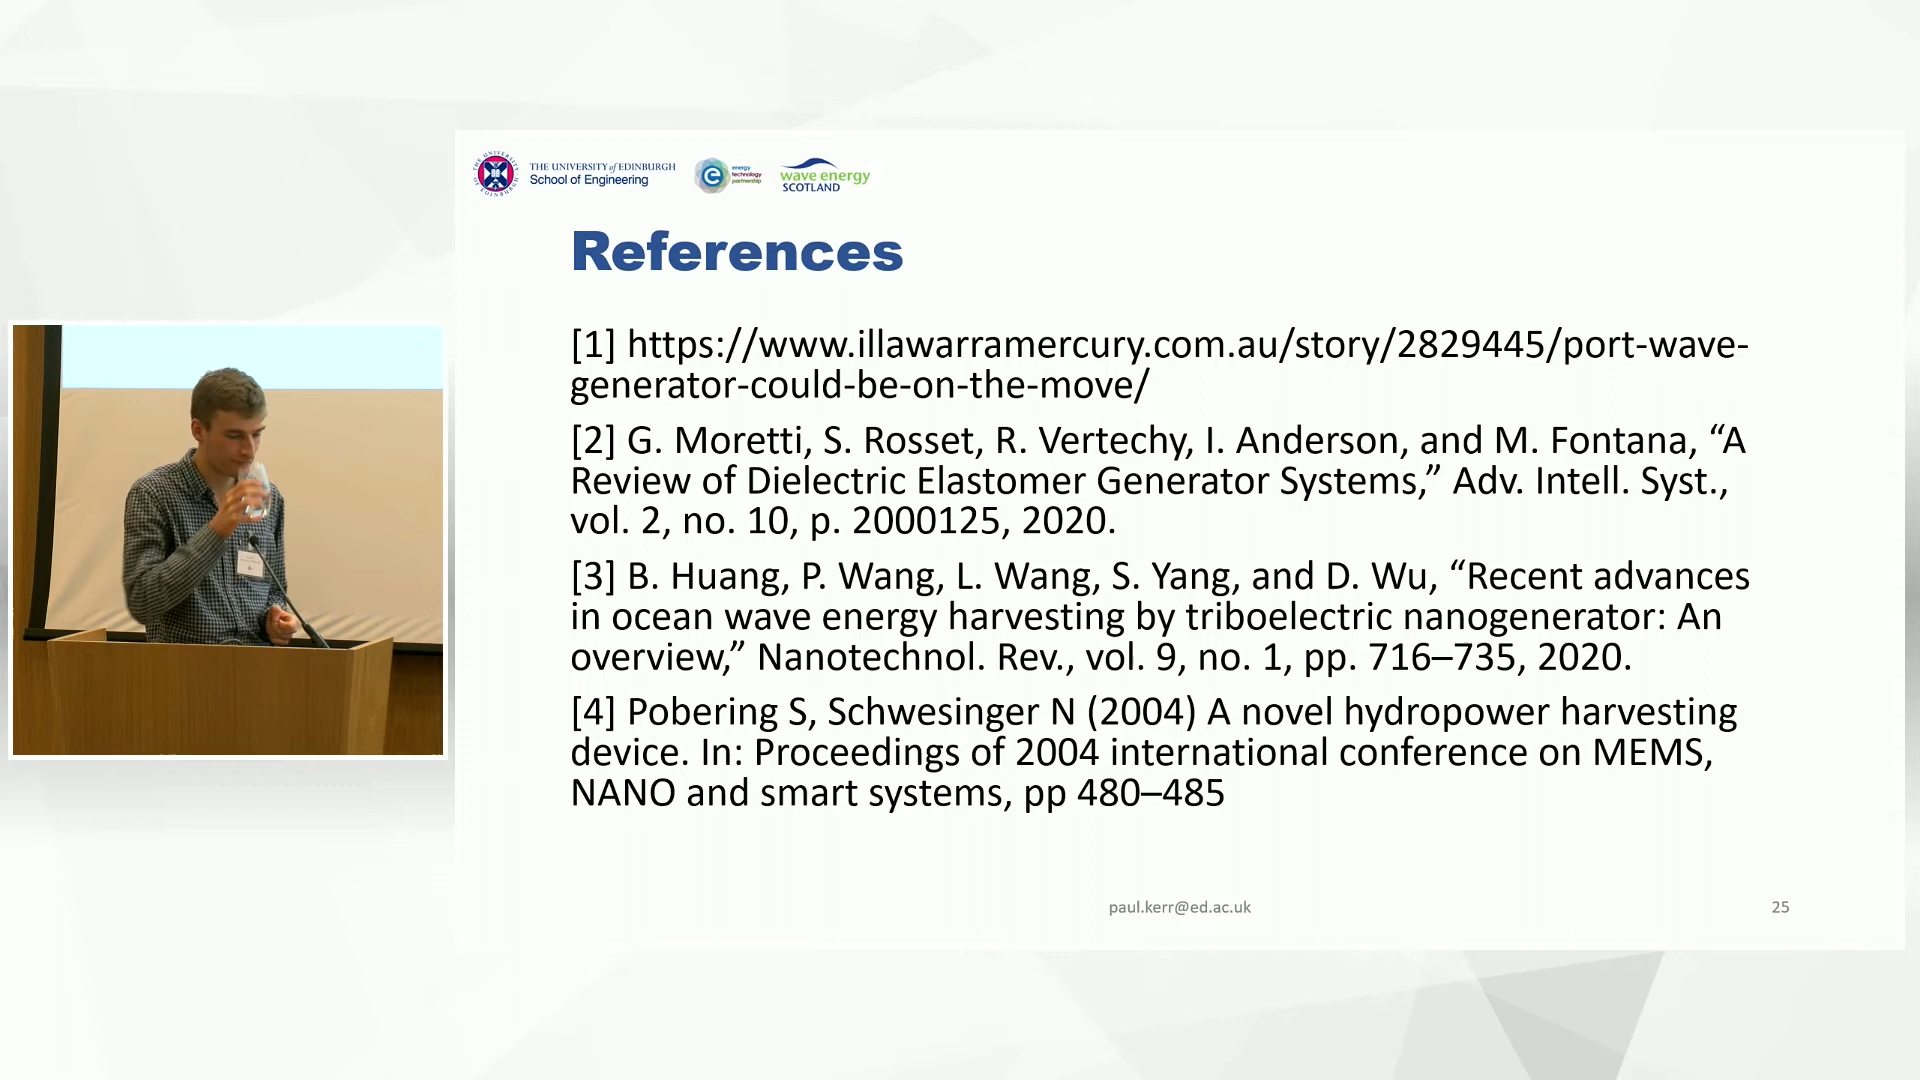 THE UNIVERSITY of EDINBURGH
School of Engineering
energy
technology
partnership
wave energy
SCOTLAND
References
[1] https://www.illawarramercury.com.au/story/2829445/port-wave-
generator-could-be-on-the-move/
[2] G. Moretti, S. Rosset, R. Vertechy, I. Anderson, and M. Fontana, “A
Review of Dielectric Elastomer Generator Systems,” Adv. Intell. Syst.,
vol. 2, no. 10, p. 2000125, 2020.
[3] B. Huang, P. Wang, L. Wang, S. Yang, and D. Wu, “Recent advances
in ocean wave energy harvesting by triboelectric nanogenerator: An
overview,” Nanotechnol. Rev., vol. 9, no. 1, pp. 716–735, 2020.
[4] Pobering S, Schwesinger N (2004) A novel hydropower harvesting
device. In: Proceedings of 2004 international conference on MEMS,
NANO and smart systems, pp 480–485
paul.kerr@ed.ac.uk
25